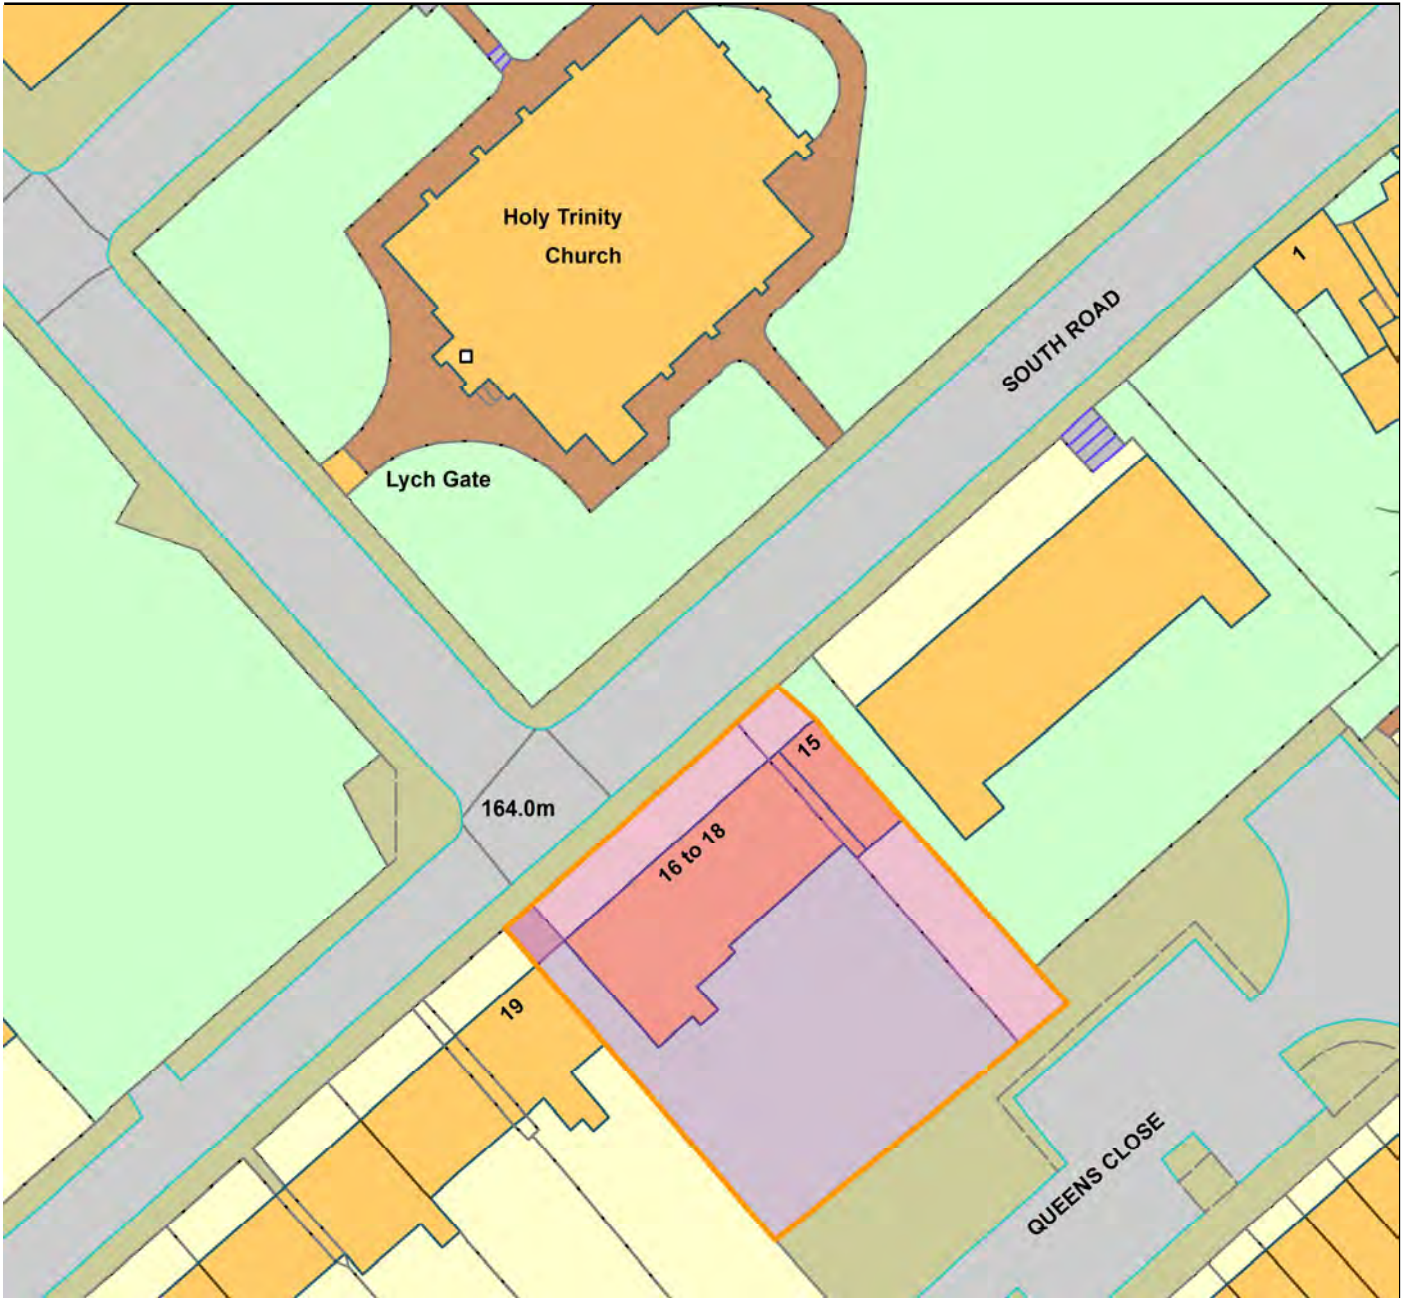 Holy Trinity
Church
1
SOUTH ROAD
Lych Gate
15
164.0m
16 to 18
19
QUEENS CLOSE